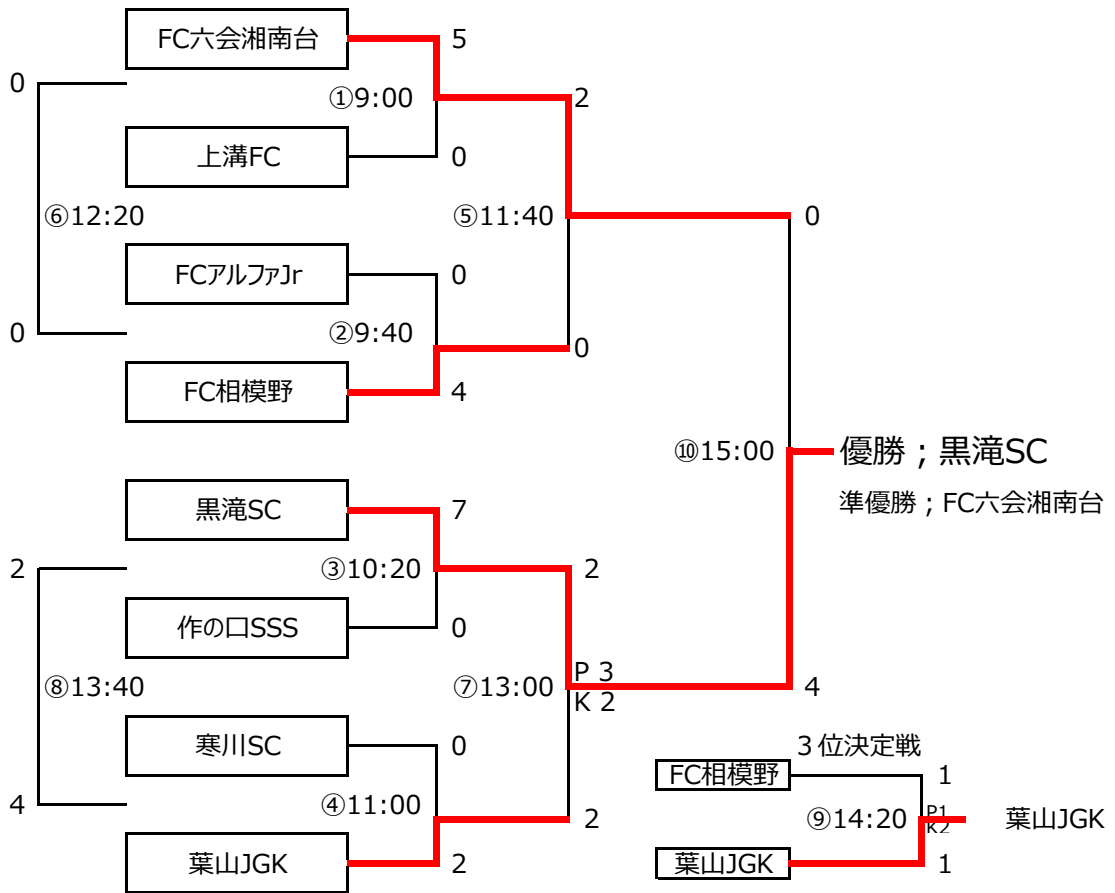 FC六会湘南台
5
0
①9:00
2
上溝FC
0
⑥12:20
⑤11:40
0
FCアルファJr
0
0
②9:40
0
FC相模野
4
⑩15:00
優勝；黒滝SC
準優勝；FC六会湘南台
黒滝SC
7
2
③10:20
2
作の口SSS
0
⑧13:40
⑦13:00
P 3
K 2
4
寒川SC
0
３位決定戦
FC相模野
1
4
④11:00
2
⑨14:20
P1
K2
葉山JGK
葉山JGK
2
葉山JGK
1